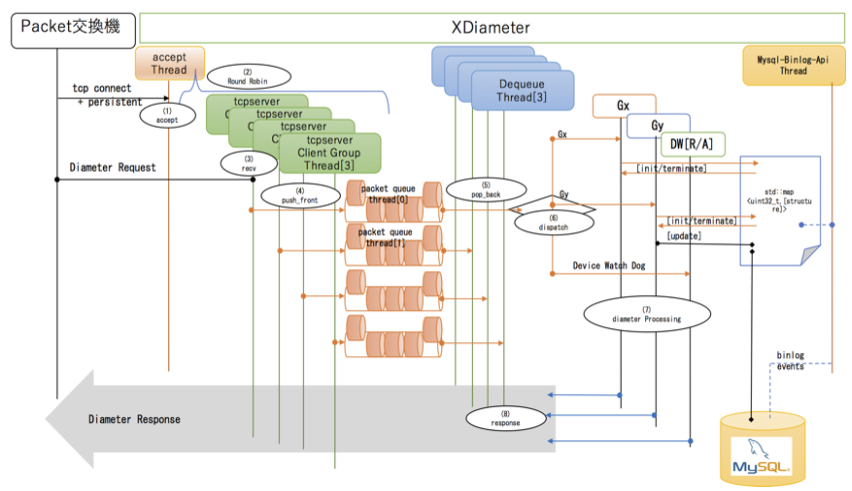 Packet交換機
XDiameter
accept
Thread
(2)
Round Robin
Mysql-Binlog-Api
Thread
tcp connect
+ persistent
(1)
accept
tcpserver
tcpserver
tcpserver
tcpserver
Client Group
Thread[3]
Dequeue
Thread[3]
Gx
Gy
DW[R/A]
Gx
Gy
(3)
recv
Diameter Request
(4)
push_front
packet queue
thread[0]
packet queue
thread[1]
(5)
pop_back
(6)
dispatch
[init/terminate]
[init/terminate]
[update]
std::map
<uint32_t,[structu
re]>
Device Watch Dog
(7)
diameter Processing
binlog
events
Diameter Response
(8)
response
MySQL